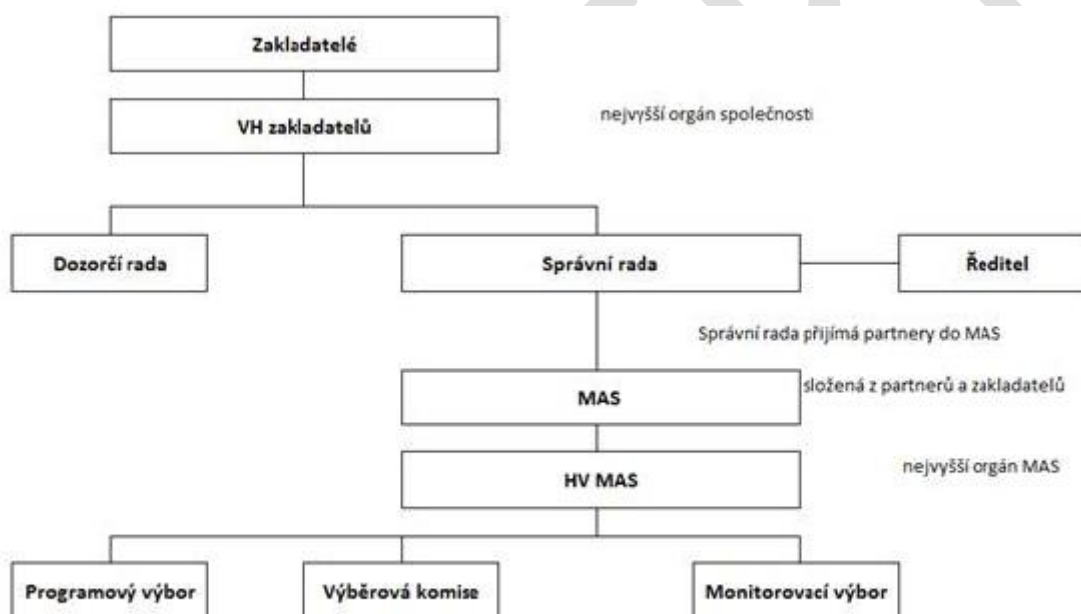 Zakladatelé
VH zakladatelů
nejvyšší orgán společnosti
Dozorčí rada
Správní rada
Ředitel
Správní rada přijímá partnery do MAS
MAS
složená z partnerů a zakladatelů
HV MAS
nejvyšší orgán MAS
Programový výbor
Výběrová komise
Monitorovací výbor